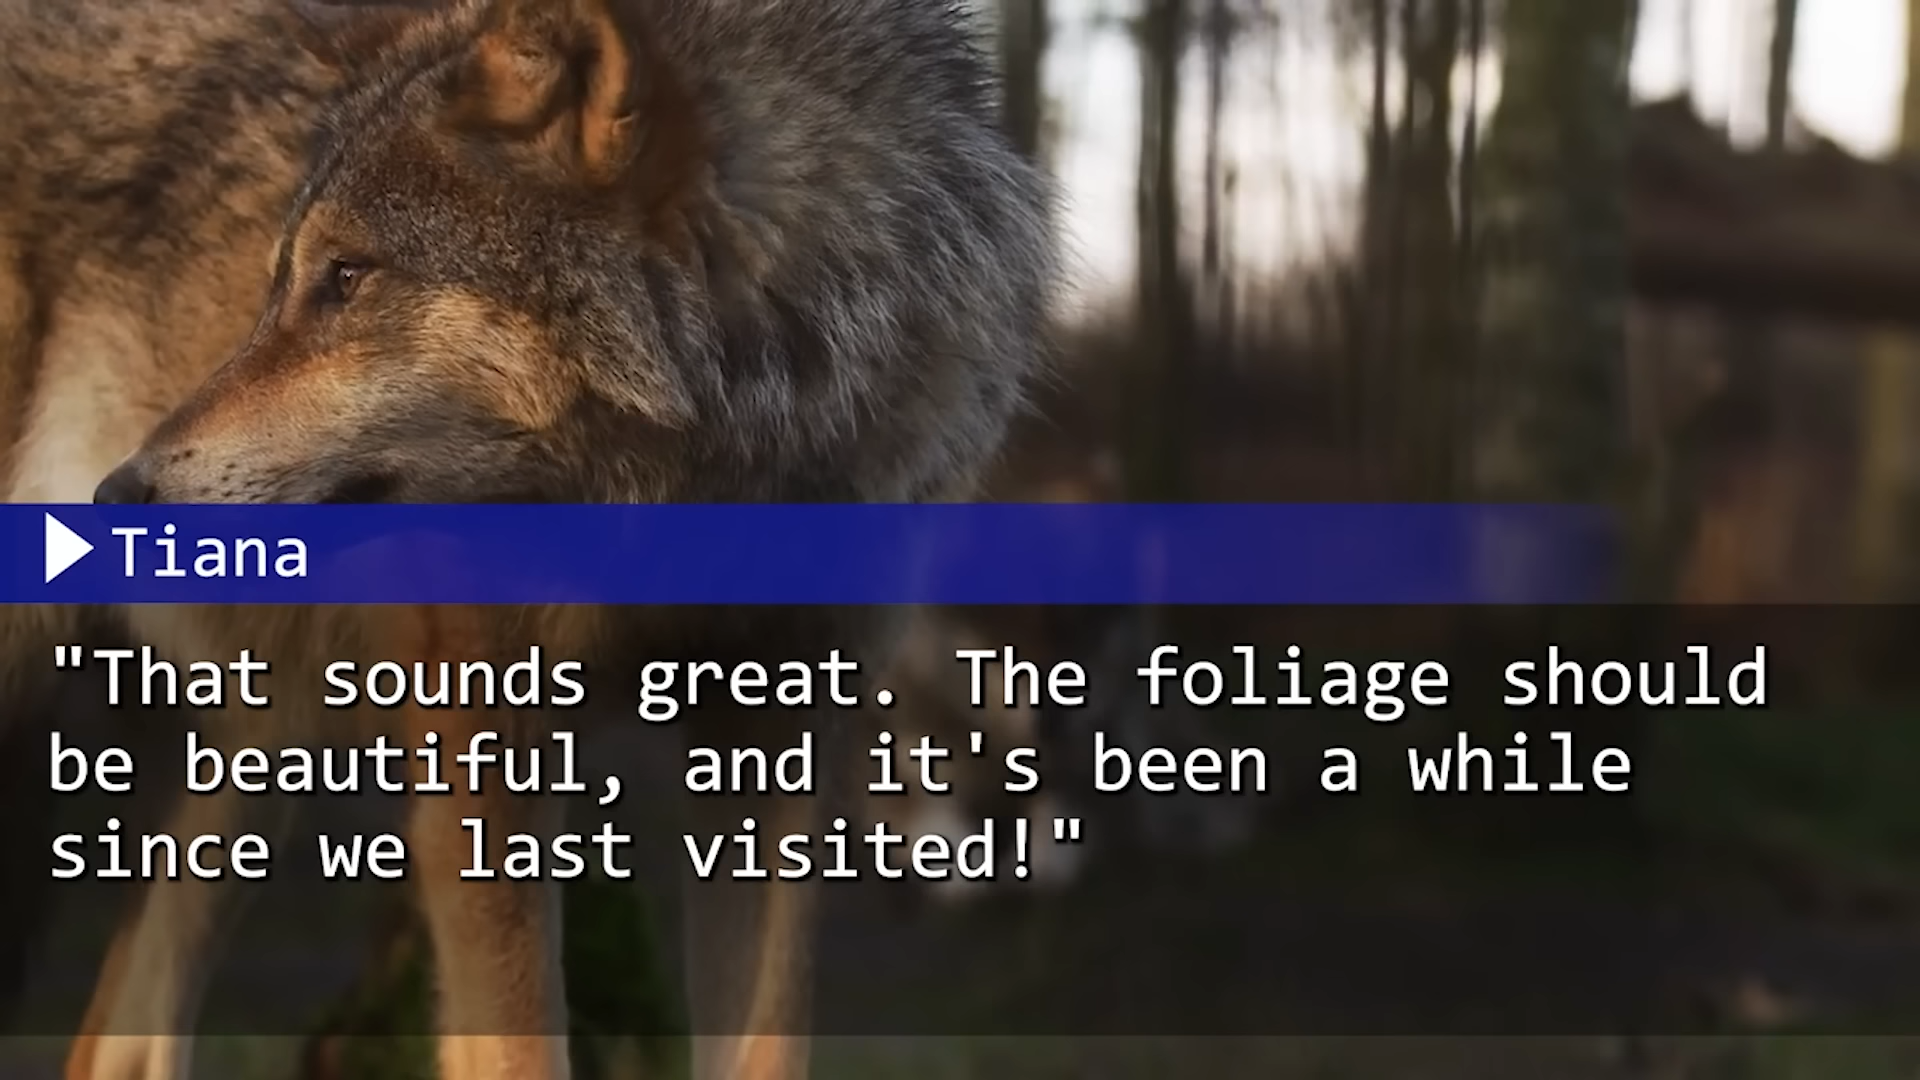 Tiana
"That sounds great. The foliage should
be beautiful, and it's been a while
since we last visited!"